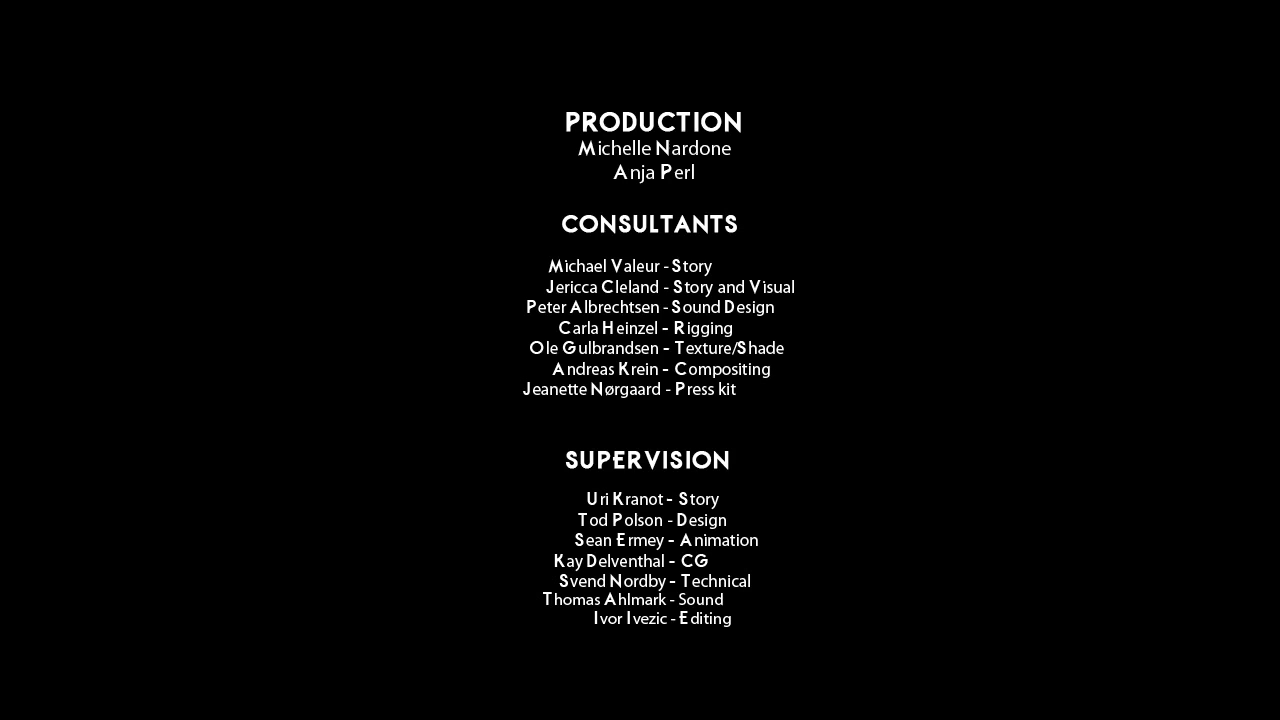 PRODUCTION
Michelle Nardone
Anja Perl
CONSULTANTS
Michael Valeur - Story
Jericca Cleland - Story and Visual
Peter Albrechtsen - Sound Design
Carla Heinzel - Rigging
Ole Gulbrandsen - Texture/Shade
Andreas Krein - Compositing
Jeanette Nørgaard - Press kit
SUPERVISION
Uri Kranot - Story
Tod Polson - Design
Sean Ermey - Animation
Kay Delventhal - CG
Svend Nordby - Technical
Thomas Ahlmark - Sound
Ivor Ivezic - Editing